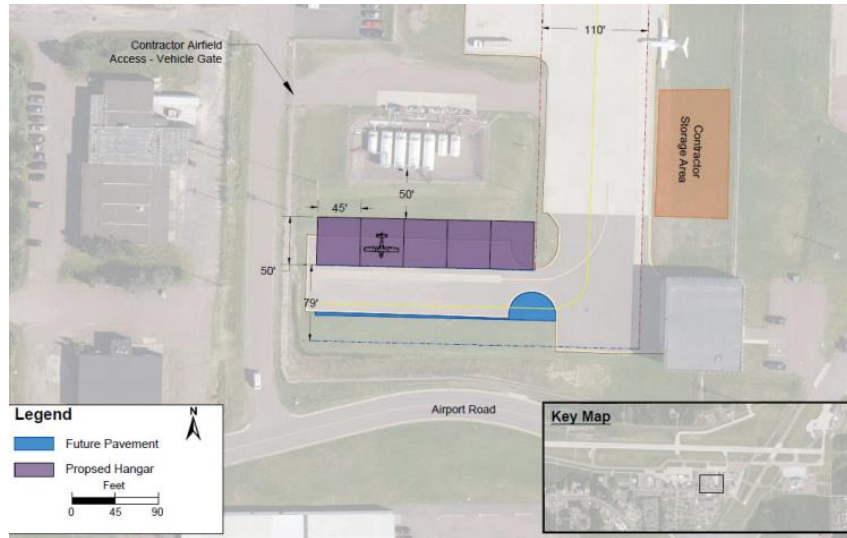 110'
Contractor Airfield
Access - Vehicle Gate
Contractor
Storage Area
50'
45'
50'
79'
Airport Road
Legend
N
Future Pavement
Propsed Hangar
Feet
0 45 90
Key Map